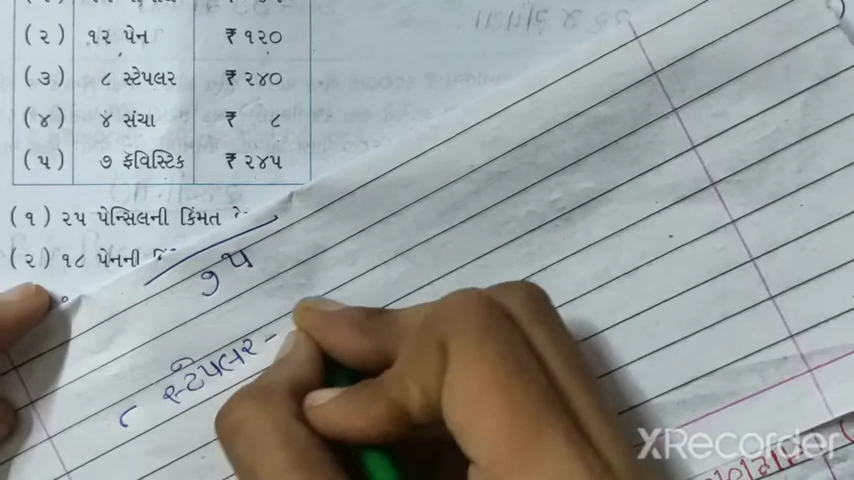 (૨) ૧૨ પેન ₹ ૧૨૦
(૩) ૮ સ્ટેપલર ₹ ૨૪૦
(૪) ૪ સંચા ₹ ૮
(૫) ૭ ફેવિસ્ટિક ₹ ૨૪૫
(૧) ૨૫ પેન્સિલની કિંમત
(૨) ૧૮ પેનની
૭૫
૮ સ્ટેપલર -
XRecorder